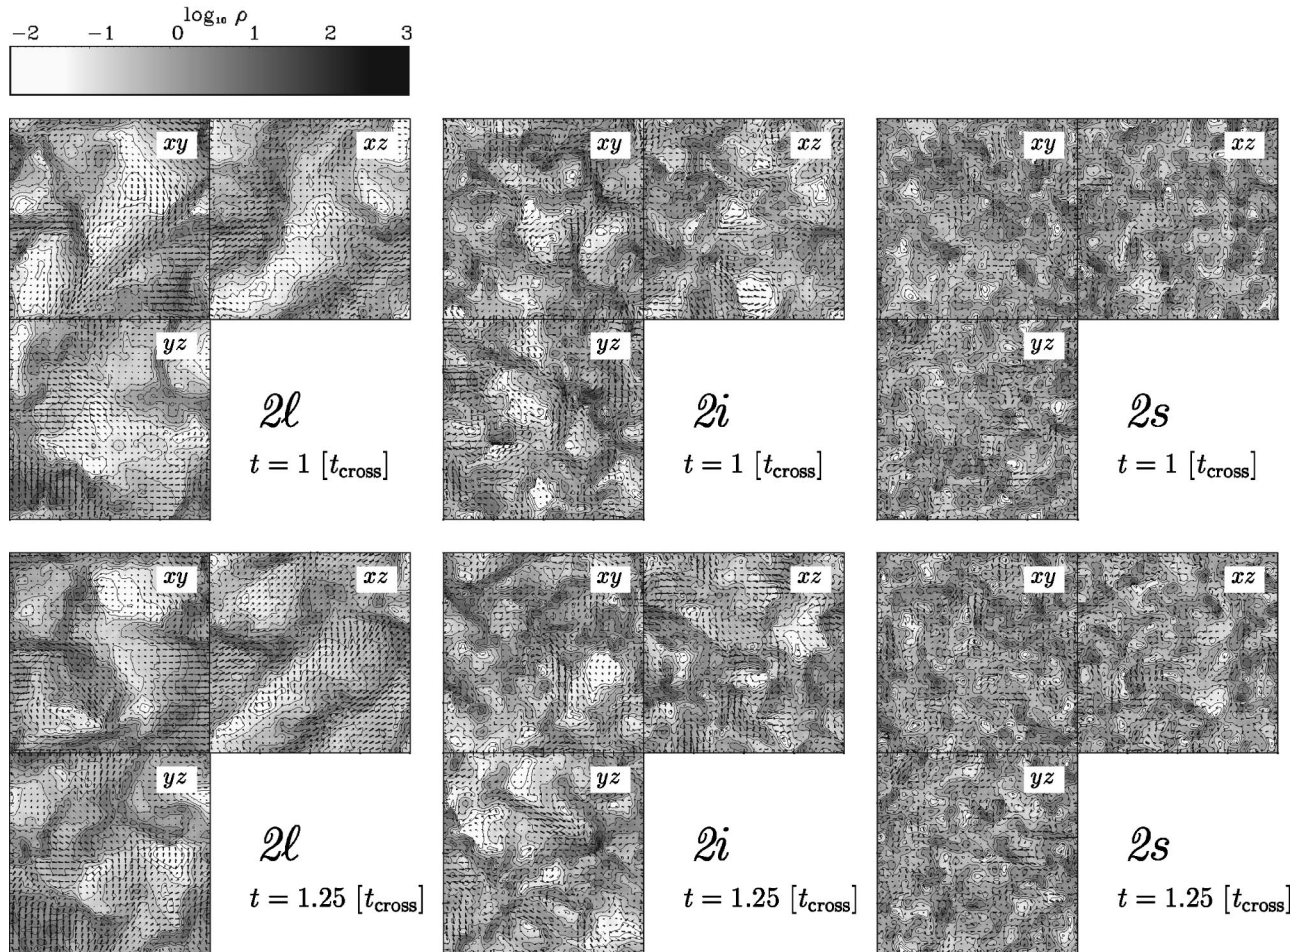 log₁₀ ρ
−2 −1 0 1 2 3
xy xz xy xz xy xz
yz yz yz
2ℓ 2i 2s
t = 1 [t_cross] t = 1 [t_cross] t = 1 [t_cross]
xy xz xy xz xy xz
yz yz yz
2ℓ 2i 2s
t = 1.25 [t_cross] t = 1.25 [t_cross] t = 1.25 [t_cross]